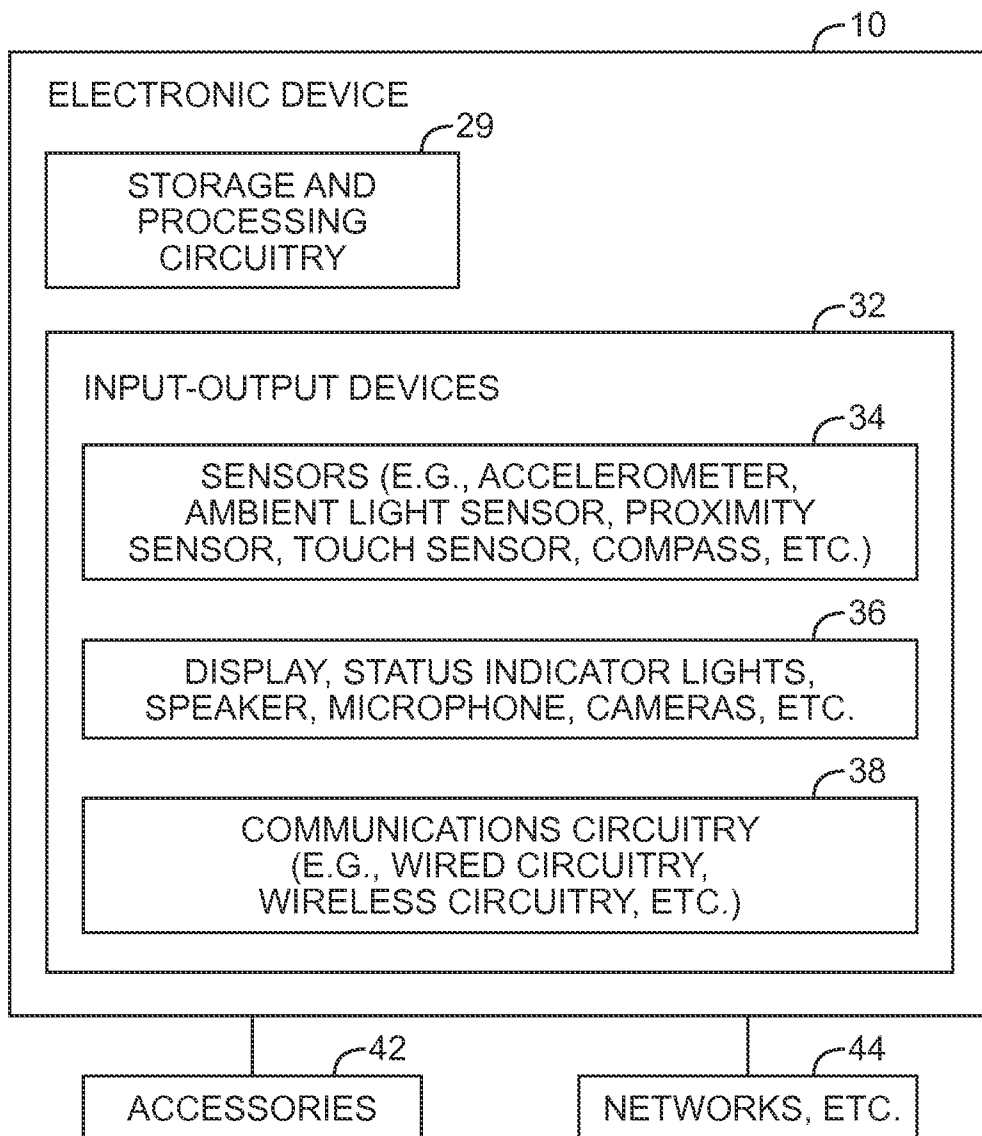 10
ELECTRONIC DEVICE
29
STORAGE AND
PROCESSING
CIRCUITRY
32
INPUT-OUTPUT DEVICES
34
SENSORS (E.G., ACCELEROMETER,
AMBIENT LIGHT SENSOR, PROXIMITY
SENSOR, TOUCH SENSOR, COMPASS, ETC.)
36
DISPLAY, STATUS INDICATOR LIGHTS,
SPEAKER, MICROPHONE, CAMERAS, ETC.
38
COMMUNICATIONS CIRCUITRY
(E.G., WIRED CIRCUITRY,
WIRELESS CIRCUITRY, ETC.)
42
ACCESSORIES
44
NETWORKS, ETC.